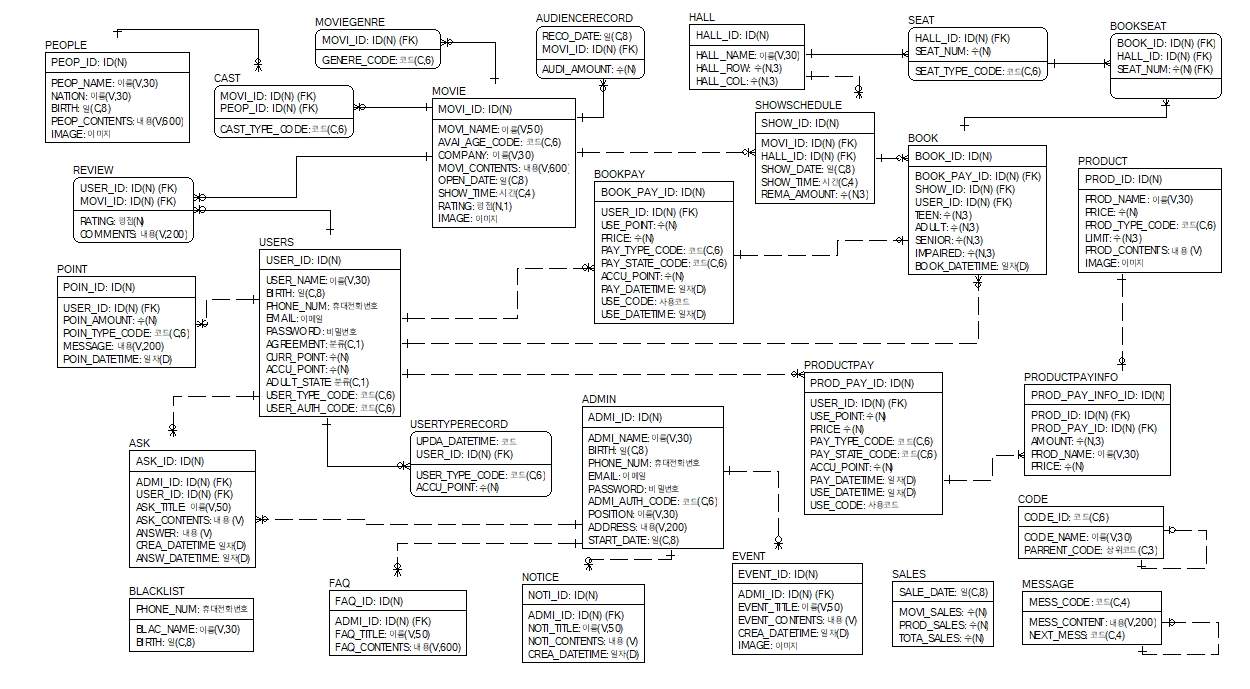 PEOPLE
PEOP_ID: ID(N)
PEOP_NAME: 이름(V,30)
NATION: 이름(V,30)
BIRTH: 일(C,8)
PEOP_CONTENTS: 내용(V,600)
IMAGE: 이미지
MOVIEGENRE
MOVI_ID: ID(N) (FK)
GENERE_CODE: 코드(C,6)
CAST
MOVI_ID: ID(N) (FK)
PEOP_ID: ID(N) (FK)
CAST_TYPE_CODE: 코드(C,6)
AUDIENCERECORD
RECO_DATE: 일(C,8)
MOVI_ID: ID(N) (FK)
AUDI_AMOUNT: 수(N)
HALL
HALL_ID: ID(N)
HALL_NAME: 이름(V,30)
HALL_ROW: 수(N,3)
HALL_COL: 수(N,3)
SEAT
HALL_ID: ID(N) (FK)
SEAT_NUM: 수(N)
SEAT_TYPE_CODE: 코드(C,6)
BOOKSEAT
BOOK_ID: ID(N) (FK)
HALL_ID: ID(N) (FK)
SEAT_NUM: 수(N) (FK)
MOVIE
MOVI_ID: ID(N)
MOVI_NAME: 이름(V,50)
AVAI_AGE_CODE: 코드(C,6)
COMPANY: 이름(V,30)
MOVI_CONTENTS: 내용(V,600)
OPEN_DATE: 일(C,8)
SHOW_TIME: 시간(C,4)
RATING: 평점(N,1)
IMAGE: 이미지
SHOWSCHEDULE
SHOW_ID: ID(N)
MOVI_ID: ID(N) (FK)
HALL_ID: ID(N) (FK)
SHOW_DATE: 일(C,8)
SHOW_TIME: 시간(C,4)
REMA_AMOUNT: 수(N,3)
BOOK
BOOK_ID: ID(N)
BOOK_PAY_ID: ID(N) (FK)
SHOW_ID: ID(N) (FK)
USER_ID: ID(N) (FK)
TEEN: 수(N,3)
ADULT: 수(N,3)
SENIOR: 수(N,3)
IMPAIRED: 수(N,3)
BOOK_DATETIME: 일자(D)
PRODUCT
PROD_ID: ID(N)
PROD_NAME: 이름(V,30)
PRICE: 수(N)
PROD_TYPE_CODE: 코드(C,6)
LIMIT: 수(N,3)
PROD_CONTENTS: 내용 (V)
IMAGE: 이미지
REVIEW
USER_ID: ID(N) (FK)
MOVI_ID: ID(N) (FK)
RATING: 평점(N)
COMMENTS: 내용(V,200)
BOOKPAY
BOOK_PAY_ID: ID(N)
USER_ID: ID(N) (FK)
USE_POINT: 수(N)
PRICE: 수(N)
PAY_TYPE_CODE: 코드(C,6)
PAY_STATE_CODE: 코드(C,6)
ACCU_POINT: 수(N)
PAY_DATETIME: 일자(D)
USE_CODE: 사용코드
USE_DATETIME: 일자(D)
USERS
USER_ID: ID(N)
USER_NAME: 이름(V,30)
BIRTH: 일(C,8)
PHONE_NUM: 휴대전화번호
EMAIL: 이메일
PASSWORD: 비밀번호
AGREEMENT: 분류(C,1)
CURR_POINT: 수(N)
ACCU_POINT: 수(N)
ADULT_STATE: 분류(C,1)
USER_TYPE_CODE: 코드(C,6)
USER_AUTH_CODE: 코드(C,6)
POINT
POIN_ID: ID(N)
USER_ID: ID(N) (FK)
POIN_AMOUNT: 수(N)
POIN_TYPE_CODE: 코드(C,6)
MESSAGE: 내용(V,200)
POIN_DATETIME: 일자(D)
PRODUCTPAY
PROD_PAY_ID: ID(N)
USER_ID: ID(N) (FK)
USE_POINT: 수(N)
PRICE: 수(N)
PAY_TYPE_CODE: 코드(C,6)
PAY_STATE_CODE: 코드(C,6)
ACCU_POINT: 수(N)
PAY_DATETIME: 일자(D)
USE_DATETIME: 일자(D)
USE_CODE: 사용코드
PRODUCTPAYINFO
PROD_PAY_INFO_ID: ID(N)
PROD_ID: ID(N) (FK)
PROD_PAY_ID: ID(N) (FK)
AMOUNT: 수(N,3)
PROD_NAME: 이름(V,30)
PRICE: 수(N)
ADMIN
ADMI_ID: ID(N)
ADMI_NAME: 이름(V,30)
BIRTH: 일(C,8)
PHONE_NUM: 휴대전화번호
EMAIL: 이메일
PASSWORD: 비밀번호
ADMI_AUTH_CODE: 코드(C,6)
POSITION: 이름(V,30)
ADDRESS: 내용(V,200)
START_DATE: 일(C,8)
USERTYPERECORD
UPDA_DATETIME: 코드
USER_ID: ID(N) (FK)
USER_TYPE_CODE: 코드(C,6)
ACCU_POINT: 수(N)
ASK
ASK_ID: ID(N)
ADMI_ID: ID(N) (FK)
USER_ID: ID(N) (FK)
ASK_TITLE: 이름(V,50)
ASK_CONTENTS: 내용 (V)
ANSWER: 내용 (V)
CREA_DATETIME: 일자(D)
ANSW_DATETIME: 일자(D)
CODE
CODE_ID: 코드(C,6)
CODE_NAME: 이름(V,30)
PARRENT_CODE: 상위코드(C,3)
BLACKLIST
PHONE_NUM: 휴대전화번호
BLAC_NAME: 이름(V,30)
BIRTH: 일(C,8)
FAQ
FAQ_ID: ID(N)
ADMI_ID: ID(N) (FK)
FAQ_TITLE: 이름(V,50)
FAQ_CONTENTS: 내용(V,600)
NOTICE
NOTI_ID: ID(N)
ADMI_ID: ID(N) (FK)
NOTI_TITLE: 이름(V,50)
NOTI_CONTENTS: 내용 (V)
CREA_DATETIME: 일자(D)
EVENT
EVENT_ID: ID(N)
ADMI_ID: ID(N) (FK)
EVENT_TITLE: 이름(V,50)
EVENT_CONTENTS: 내용 (V)
CREA_DATETIME: 일자(D)
IMAGE: 이미지
SALES
SALE_DATE: 일(C,8)
MOVI_SALES: 수(N)
PROD_SALES: 수(N)
TOTA_SALES: 수(N)
MESSAGE
MESS_CODE: 코드(C,4)
MESS_CONTENT: 내용(V,200)
NEXT_MESS: 코드(C,4)